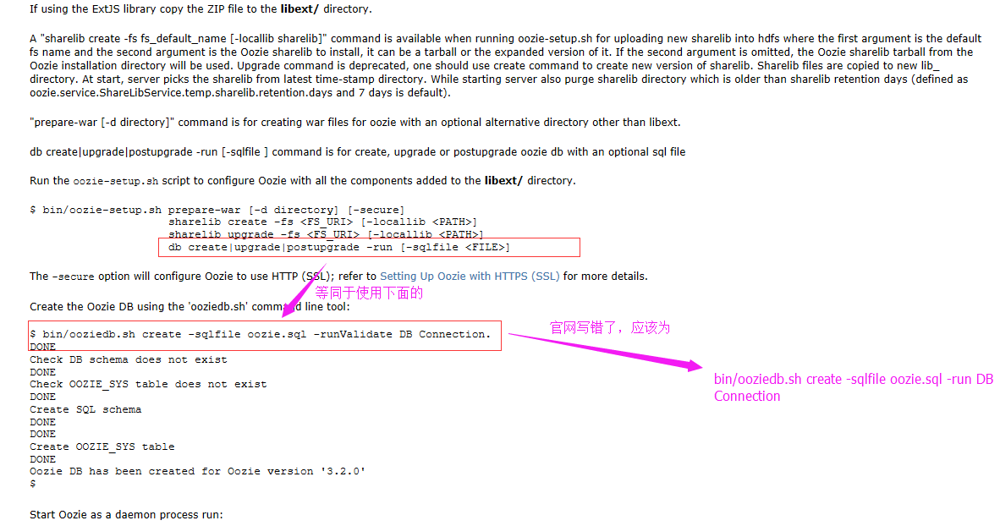 If using the ExtJS library copy the ZIP file to the libext/ directory.
A "sharelib create -fs fs_default_name [-locallib sharelib]" command is available when running oozie-setup.sh for uploading new sharelib into hdfs where the first argument is the default
fs name and the second argument is the Oozie sharelib to install, it can be a tarball or the expanded version of it. If the second argument is omitted, the Oozie sharelib tarball from the
Oozie installation directory will be used. Upgrade command is deprecated, one should use create command to create new version of sharelib. Sharelib files are copied to new lib_
directory. At start, server picks the sharelib from latest time-stamp directory. While starting server also purge sharelib directory which is older than sharelib retention days (defined as
oozie.service.ShareLibService.temp.sharelib.retention.days and 7 days is default).
"prepare-war [-d directory]" command is for creating war files for oozie with an optional alternative directory other than libext.
db create|upgrade|postupgrade -run [-sqlfile ] command is for create, upgrade or postupgrade oozie db with an optional sql file
Run the oozie-setup.sh script to configure Oozie with all the components added to the libext/ directory.
$ bin/oozie-setup.sh prepare-war [-d directory] [-secure]
sharelib create -fs <FS_URI> [-locallib <PATH>]
sharelib upgrade -fs <FS_URI> [-locallib <PATH>]
db create|upgrade|postupgrade -run [-sqlfile <FILE>]
The -secure option will configure Oozie to use HTTP (SSL); refer to Setting Up Oozie with HTTPS (SSL) for more details.
等同于使用下面的
Create the Oozie DB using the 'ooziedb.sh' command line tool:
官网写错了，应该为
$ bin/ooziedb.sh create -sqlfile oozie.sql -runValidate DB Connection.
DONE
Check DB schema does not exist
DONE
Check OOZIE_SYS table does not exist
DONE
Create SQL schema
DONE
DONE
Create OOZIE_SYS table
DONE
Oozie DB has been created for Oozie version '3.2.0'
$
bin/ooziedb.sh create -sqlfile oozie.sql -run DB
Connection
Start Oozie as a daemon process run: